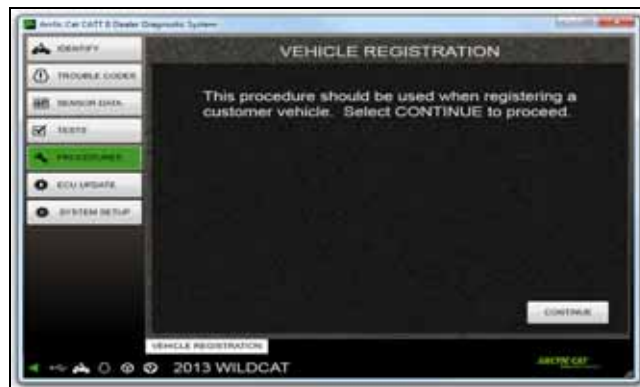 Arctic Cat CATT II Dealer Diagnostic System
IDENTIFY
VEHICLE REGISTRATION
TROUBLE CODES
This procedure should be used when registering a
customer vehicle. Select CONTINUE to proceed.
SENSOR DATA
TESTS
PROCEDURES
ECU UPDATE
SYSTEM SETUP
CONTINUE
VEHICLE REGISTRATION
2013 WILDCAT
ARCTIC CAT